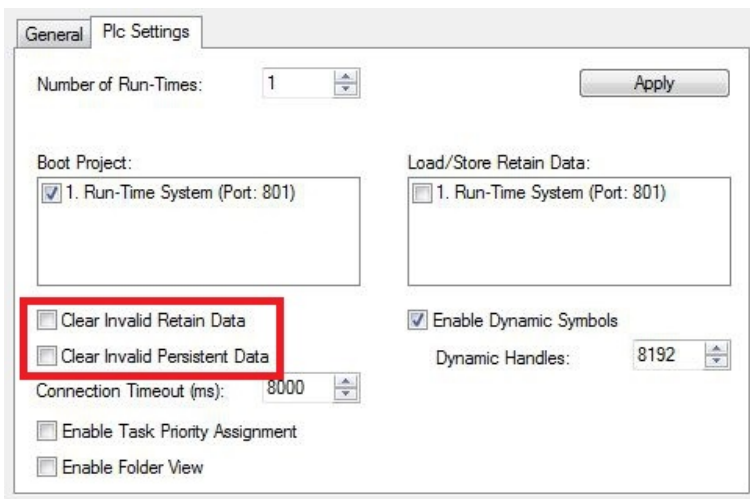 General Plc Settings
Number of Run-Times: 1 Apply
Boot Project: Load/Store Retain Data:
1. Run-Time System (Port: 801) 1. Run-Time System (Port: 801)
Clear Invalid Retain Data Enable Dynamic Symbols
Clear Invalid Persistent Data Dynamic Handles: 8192
Connection Timeout (ms): 8000
Enable Task Priority Assignment
Enable Folder View